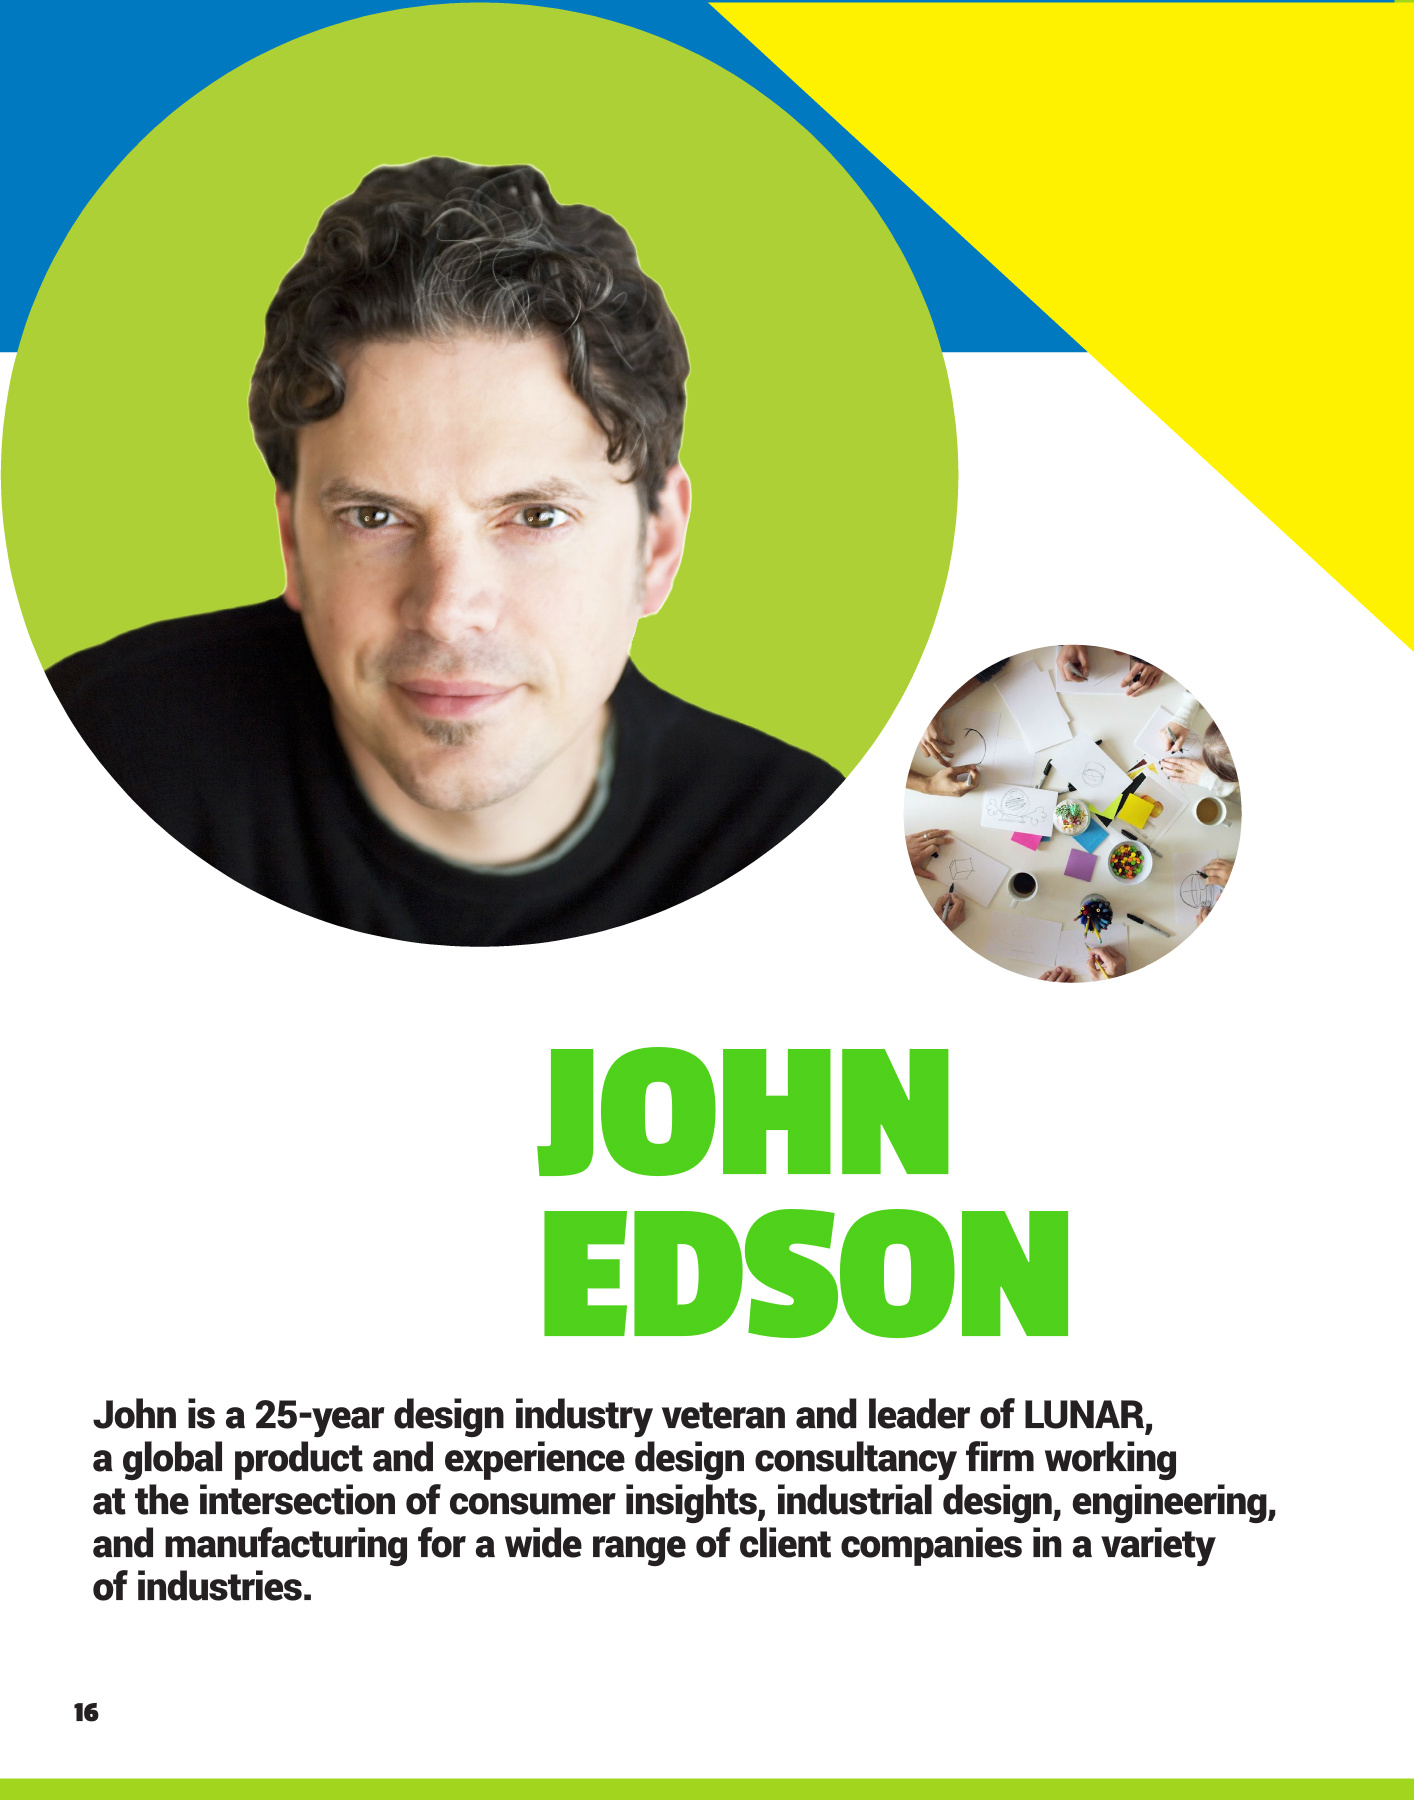 JOHN
EDSON
John is a 25-year design industry veteran and leader of LUNAR,
a global product and experience design consultancy firm working
at the intersection of consumer insights, industrial design, engineering,
and manufacturing for a wide range of client companies in a variety
of industries.
16